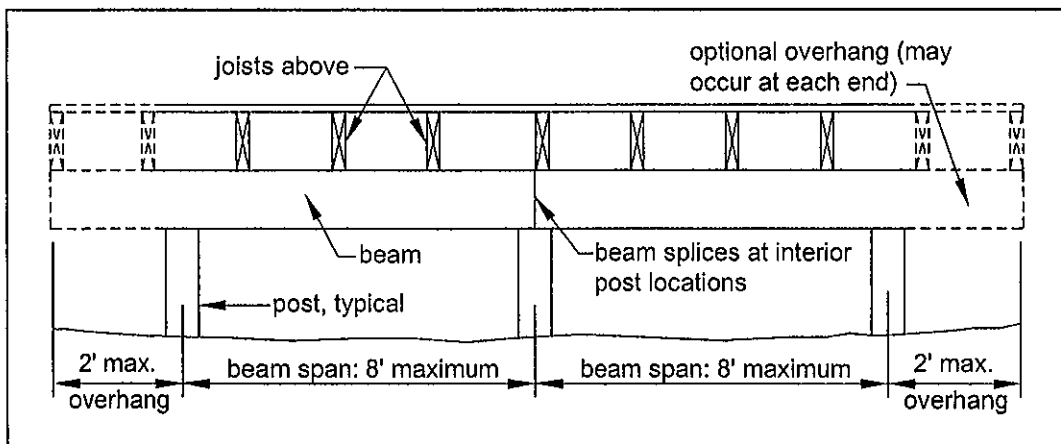 joists above
optional overhang (may
occur at each end)
beam
beam splices at interior
post locations
post, typical
2' max.
overhang
beam span: 8' maximum
beam span: 8' maximum
2' max.
overhang